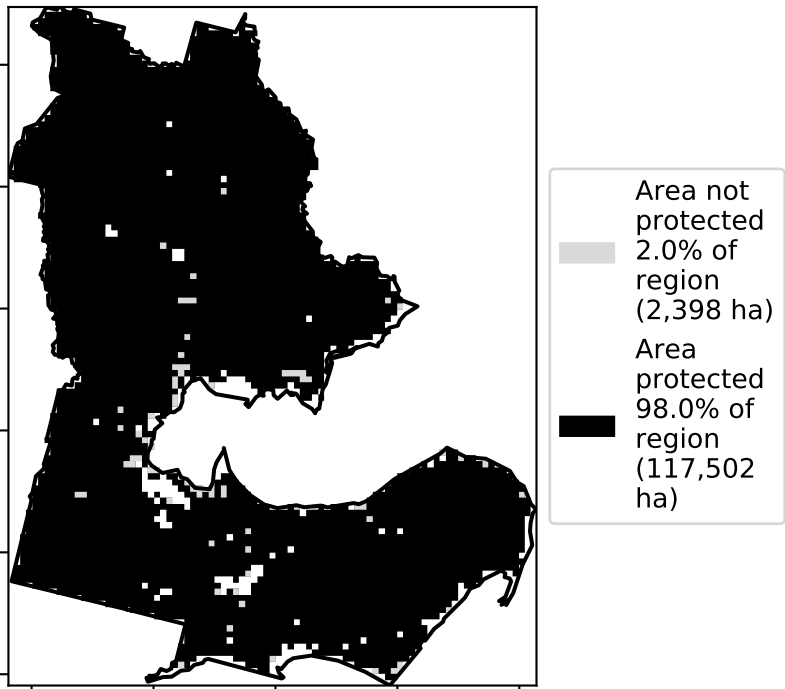 Area not
protected
2.0% of
region
(2,398 ha)
Area
protected
98.0% of
region
(117,502
ha)